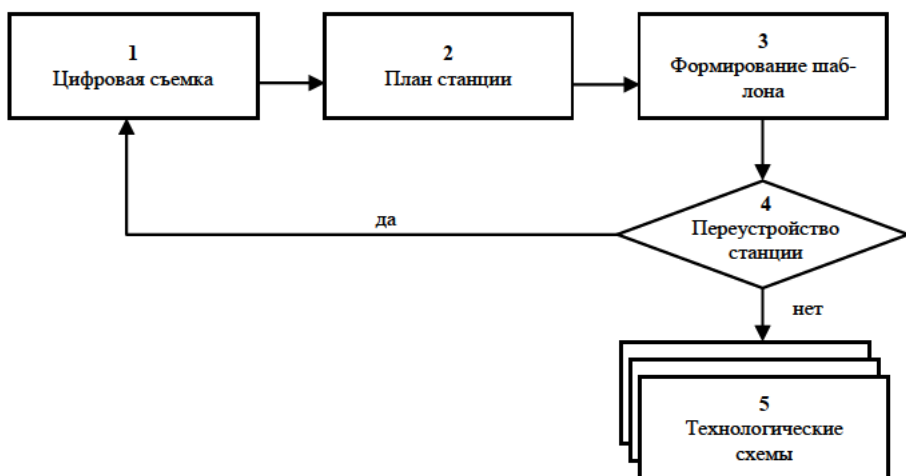 1
Цифровая съемка
2
План станции
3
Формирование шаб-
лона
4
Переустройство
станции
да
нет
5
Технологические
схемы